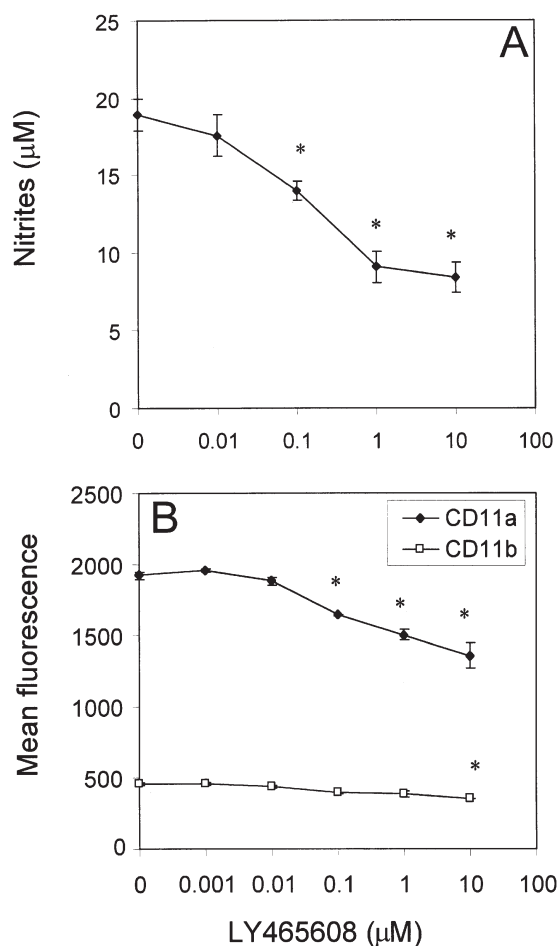 A
Nitrites (μM)
25
20
15
10
5
0
*
*
*
0 0.01 0.1 1 10 100
B
CD11a
CD11b
Mean fluorescence
2500
2000
1500
1000
500
0
*
*
*
*
0 0.001 0.01 0.1 1 10 100
LY465608 (μM)